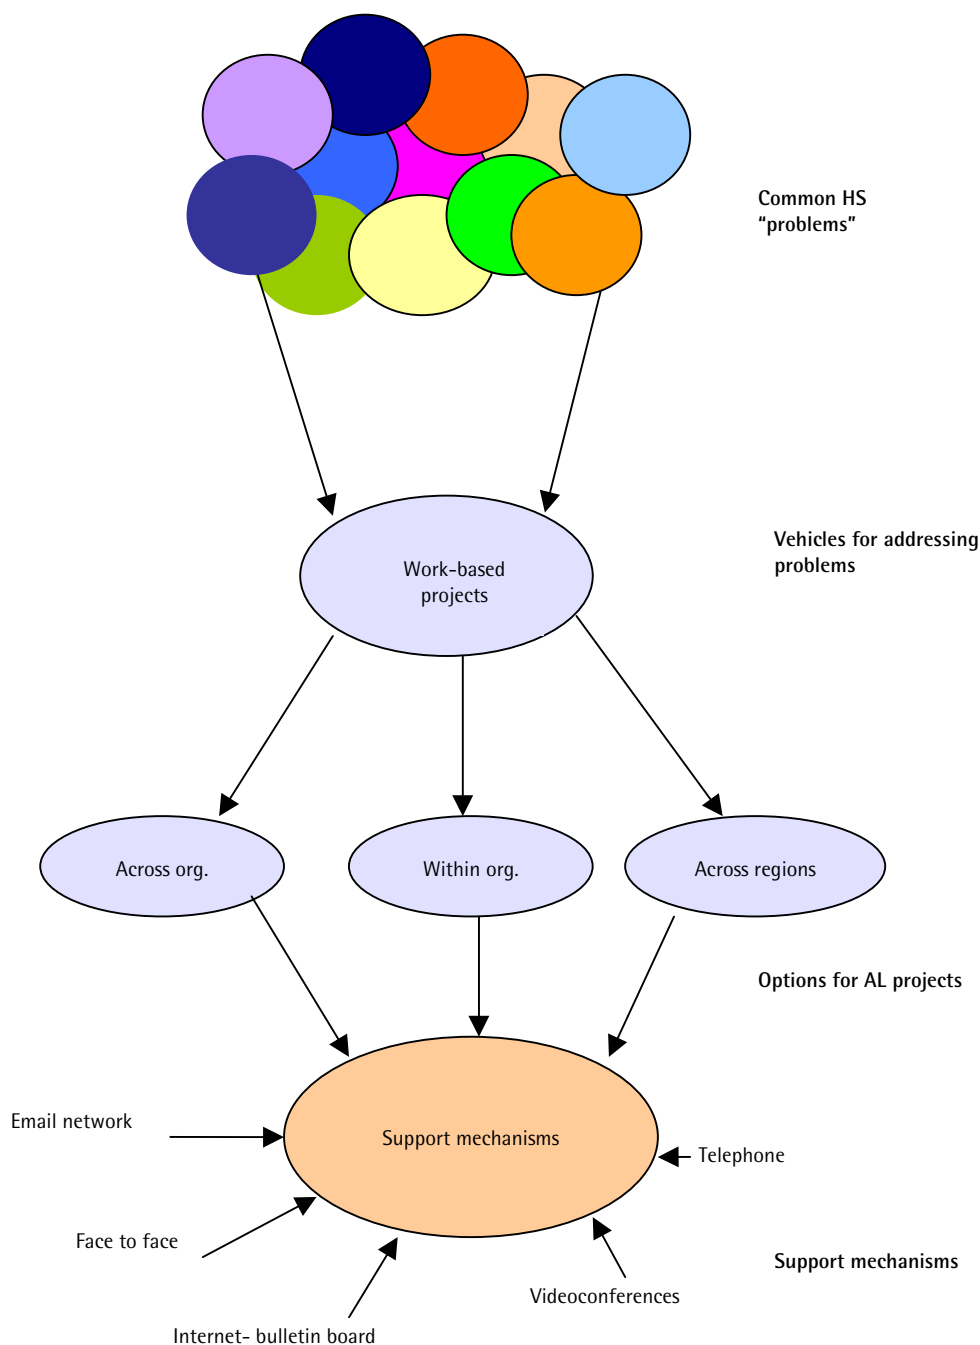 Common HS
“problems”
Vehicles for addressing
problems
Work-based
projects
Across org.
Within org.
Across regions
Options for AL projects
Email network
Support mechanisms
Telephone
Face to face
Support mechanisms
Videoconferences
Internet- bulletin board